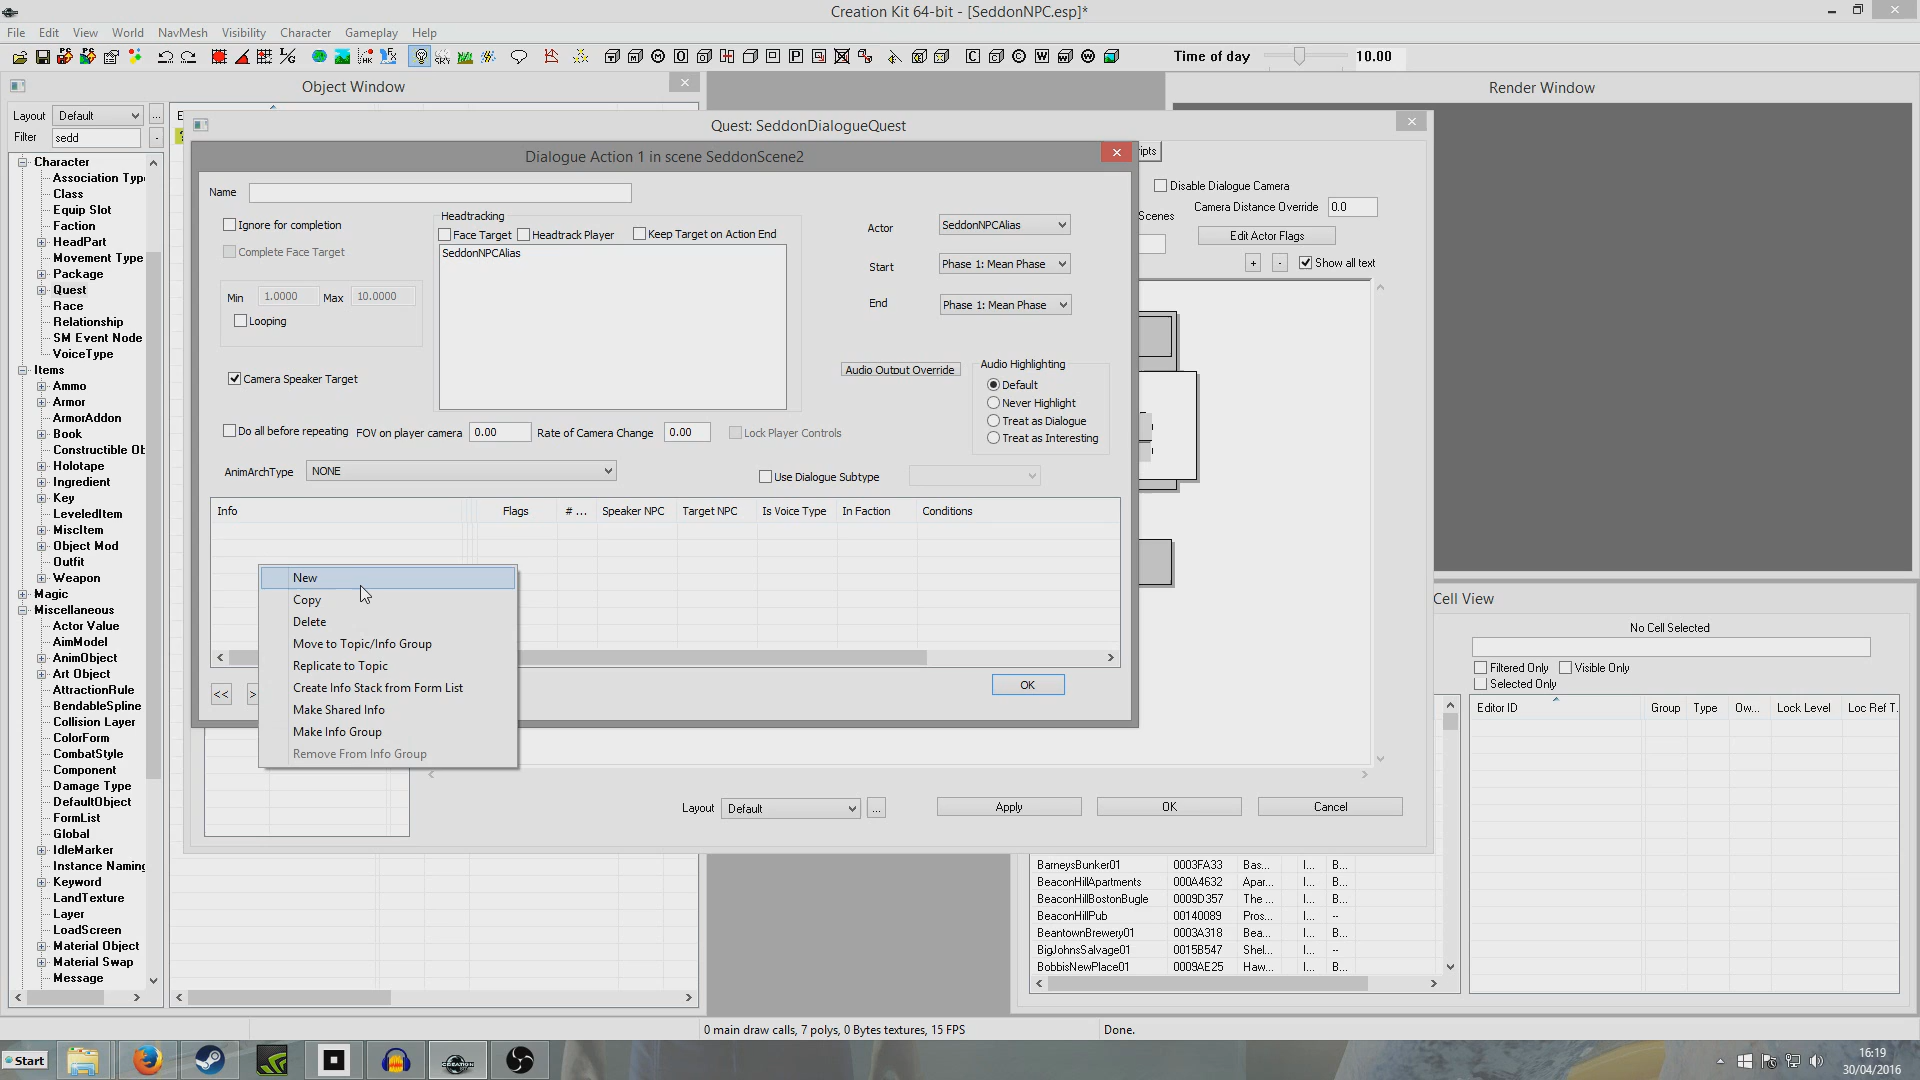 Creation Kit 64-bit - [SeddonNPC.esp]*
File Edit View World NavMesh Visibility Character Gameplay Help
Time of day 10.00
Object Window
Render Window
Layout Default ...
Filter sedd
Quest: SeddonDialogueQuest
Dialogue Action 1 in scene SeddonScene2
ipts
Name
Disable Dialogue Camera
Scenes
Camera Distance Override 0.0
Edit Actor Flags
+ - Show all text
Ignore for completion
Complete Face Target
Headtracking
Face Target Headtrack Player Keep Target on Action End
SeddonNPCAlias
Min 1.0000 Max 10.0000
Looping
Camera Speaker Target
Actor SeddonNPCAlias
Start Phase 1: Mean Phase
End Phase 1: Mean Phase
Audio Output Override
Audio Highlighting
Default
Never Highlight
Treat as Dialogue
Treat as Interesting
Do all before repeating FOV on player camera 0.00 Rate of Camera Change 0.00 Lock Player Controls
AnimArchType NONE
Use Dialogue Subtype
Info Flags # ... Speaker NPC Target NPC Is Voice Type In Faction Conditions
New
Copy
Delete
Move to Topic/Info Group
Replicate to Topic
Create Info Stack from Form List
Make Shared Info
Make Info Group
Remove From Info Group
<< >
OK
Layout Default ... Apply OK Cancel
Character
Association Type
Class
Equip Slot
Faction
HeadPart
Movement Type
Package
Quest
Race
Relationship
SM Event Node
VoiceType
Items
Ammo
Armor
ArmorAddon
Book
Constructible Ob
Holotape
Ingredient
Key
LeveledItem
MiscItem
Object Mod
Outfit
Weapon
Magic
Miscellaneous
Actor Value
AimModel
AnimObject
Art Object
AttractionRule
BendableSpline
Collision Layer
ColorForm
CombatStyle
Component
Damage Type
DefaultObject
FormList
Global
IdleMarker
Instance Naming
Keyword
LandTexture
Layer
LoadScreen
Material Object
Material Swap
Message
Cell View
No Cell Selected
Filtered Only Visible Only
Selected Only
Editor ID Group Type Ow... Lock Level Loc Ref T.
BarneysBunker01 0003FA33 Bas... I... B...
BeaconHillApartments 000A4632 Apar... I... B...
BeaconHillBostonBugle 0009D357 The ... I... B...
BeaconHillPub 00140089 Pros... I... --
BeantownBrewery01 0003A318 Bea... I... B...
BigJohnsSalvage01 0015B547 Shel... I... --
BobbisNewPlace01 0009AE25 Haw... I... B...
0 main draw calls, 7 polys, 0 Bytes textures, 15 FPS
Done.
Start
CREATION
16:19
30/04/2016